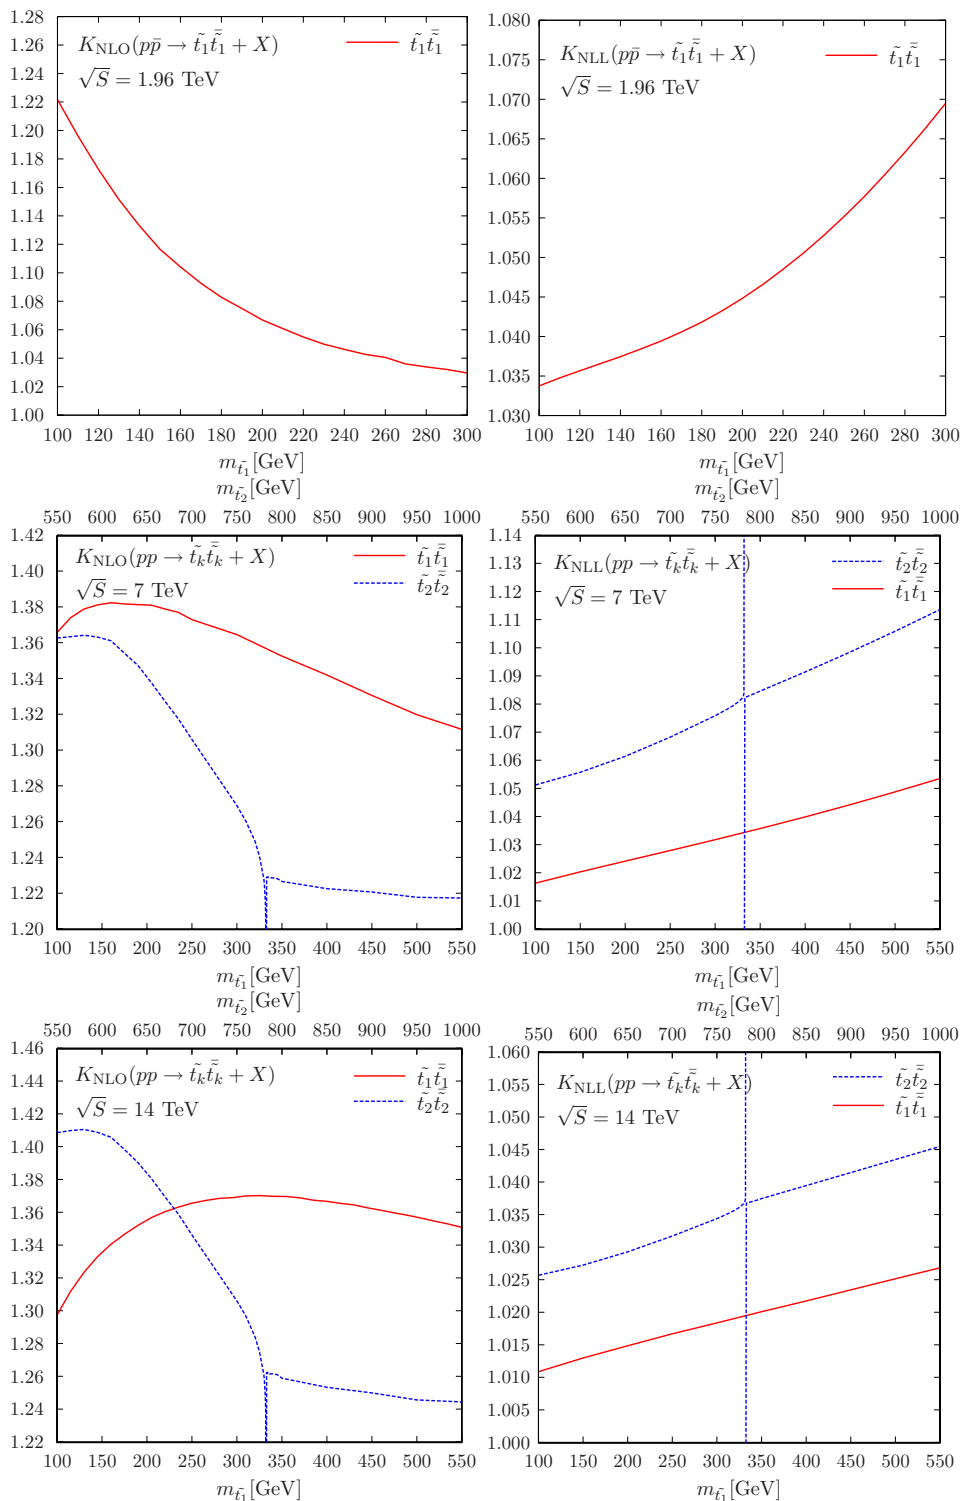 K_NLO(pp̄ → t̃₁t̃̄₁ + X)
√S = 1.96 TeV
t̃₁t̃̄₁
1.28
1.26
1.24
1.22
1.20
1.18
1.16
1.14
1.12
1.10
1.08
1.06
1.04
1.02
1.00
100 120 140 160 180 200 220 240 260 280 300
m_t̃₁[GeV]
K_NLL(pp̄ → t̃₁t̃̄₁ + X)
√S = 1.96 TeV
t̃₁t̃̄₁
1.080
1.075
1.070
1.065
1.060
1.055
1.050
1.045
1.040
1.035
1.030
100 120 140 160 180 200 220 240 260 280 300
m_t̃₁[GeV]
m_t̃₂[GeV]
550 600 650 700 750 800 850 900 950 1000
K_NLO(pp → t̃ₖt̃̄ₖ + X)
√S = 7 TeV
t̃₁t̃̄₁
t̃₂t̃̄₂
1.42
1.40
1.38
1.36
1.34
1.32
1.30
1.28
1.26
1.24
1.22
1.20
100 150 200 250 300 350 400 450 500 550
m_t̃₁[GeV]
m_t̃₂[GeV]
550 600 650 700 750 800 850 900 950 1000
K_NLL(pp → t̃ₖt̃̄ₖ + X)
√S = 7 TeV
t̃₂t̃̄₂
t̃₁t̃̄₁
1.14
1.13
1.12
1.11
1.10
1.09
1.08
1.07
1.06
1.05
1.04
1.03
1.02
1.01
1.00
100 150 200 250 300 350 400 450 500 550
m_t̃₁[GeV]
m_t̃₂[GeV]
550 600 650 700 750 800 850 900 950 1000
K_NLO(pp → t̃ₖt̃̄ₖ + X)
√S = 14 TeV
t̃₁t̃̄₁
t̃₂t̃̄₂
1.46
1.44
1.42
1.40
1.38
1.36
1.34
1.32
1.30
1.28
1.26
1.24
1.22
100 150 200 250 300 350 400 450 500 550
m_t̃₁[GeV]
m_t̃₂[GeV]
550 600 650 700 750 800 850 900 950 1000
K_NLL(pp → t̃ₖt̃̄ₖ + X)
√S = 14 TeV
t̃₂t̃̄₂
t̃₁t̃̄₁
1.060
1.055
1.050
1.045
1.040
1.035
1.030
1.025
1.020
1.015
1.010
1.005
1.000
100 150 200 250 300 350 400 450 500 550
m_t̃₁[GeV]